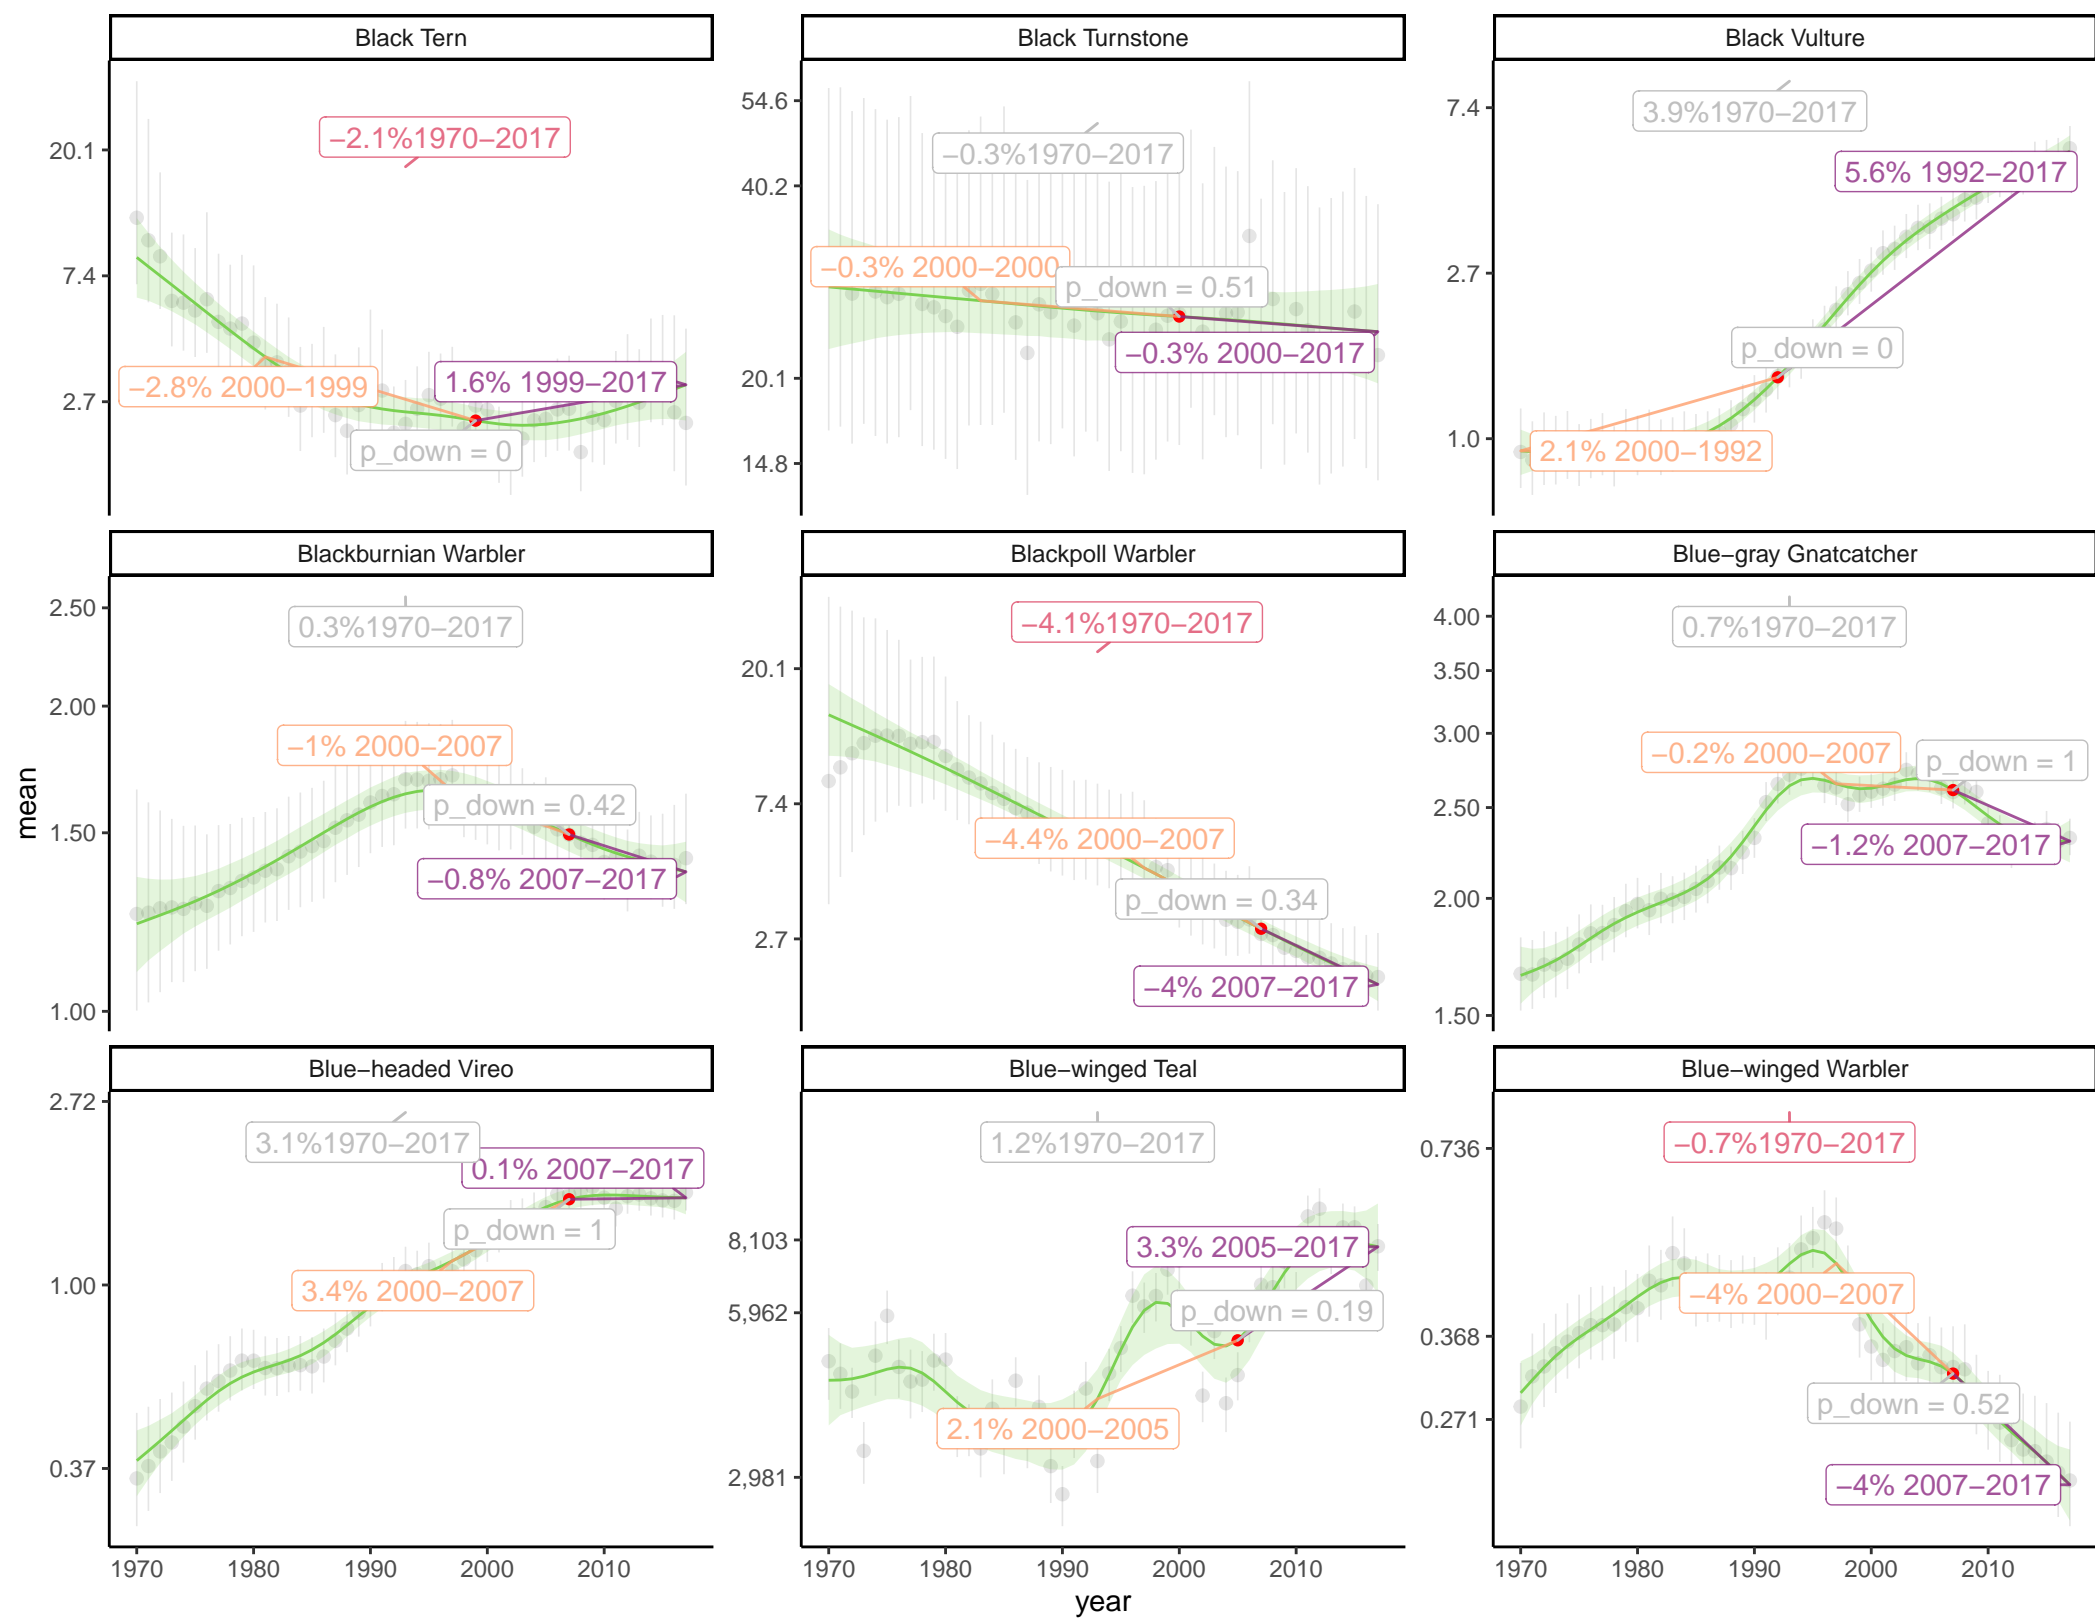 Black Tern
Black Turnstone
Black Vulture
20.1
7.4
2.7
−2.1%1970−2017
−2.8% 2000−1999
1.6% 1999−2017
p_down = 0
54.6
40.2
20.1
14.8
−0.3%1970−2017
−0.3% 2000−2000
p_down = 0.51
−0.3% 2000−2017
7.4
2.7
1.0
3.9%1970−2017
5.6% 1992−2017
p_down = 0
2.1% 2000−1992
Blackburnian Warbler
Blackpoll Warbler
Blue−gray Gnatcatcher
mean
2.50
2.00
1.50
1.00
0.3%1970−2017
−1% 2000−2007
p_down = 0.42
−0.8% 2007−2017
20.1
7.4
2.7
−4.1%1970−2017
−4.4% 2000−2007
p_down = 0.34
−4% 2007−2017
4.00
3.50
3.00
2.50
2.00
1.50
0.7%1970−2017
−0.2% 2000−2007
p_down = 1
−1.2% 2007−2017
Blue−headed Vireo
Blue−winged Teal
Blue−winged Warbler
2.72
1.00
0.37
3.1%1970−2017
0.1% 2007−2017
p_down = 1
3.4% 2000−2007
8,103
5,962
2,981
1.2%1970−2017
3.3% 2005−2017
p_down = 0.19
2.1% 2000−2005
0.736
0.368
0.271
−0.7%1970−2017
−4% 2000−2007
p_down = 0.52
−4% 2007−2017
1970 1980 1990 2000 2010
1970 1980 1990 2000 2010
1970 1980 1990 2000 2010
year